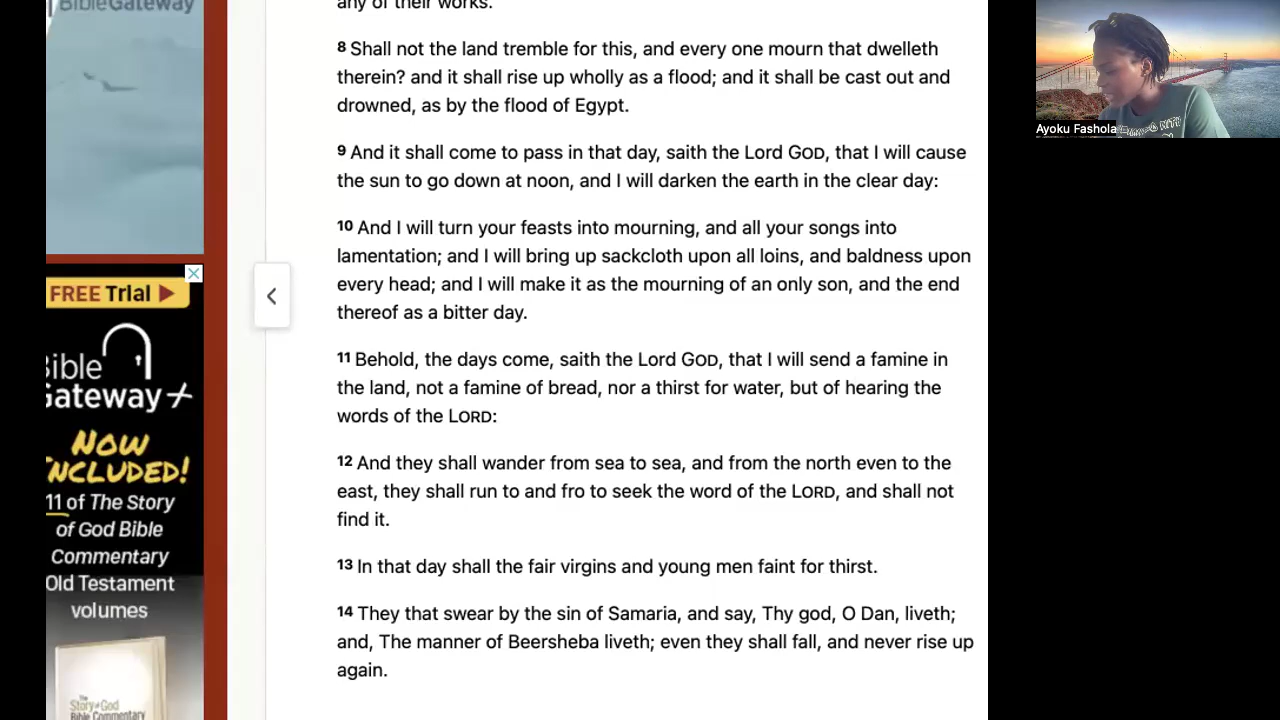 BibleGateway
any of their works.
8 Shall not the land tremble for this, and every one mourn that dwelleth
therein? and it shall rise up wholly as a flood; and it shall be cast out and
drowned, as by the flood of Egypt.
9 And it shall come to pass in that day, saith the Lord GOD, that I will cause
the sun to go down at noon, and I will darken the earth in the clear day:
10 And I will turn your feasts into mourning, and all your songs into
lamentation; and I will bring up sackcloth upon all loins, and baldness upon
every head; and I will make it as the mourning of an only son, and the end
thereof as a bitter day.
11 Behold, the days come, saith the Lord GOD, that I will send a famine in
the land, not a famine of bread, nor a thirst for water, but of hearing the
words of the LORD:
12 And they shall wander from sea to sea, and from the north even to the
east, they shall run to and fro to seek the word of the LORD, and shall not
find it.
13 In that day shall the fair virgins and young men faint for thirst.
14 They that swear by the sin of Samaria, and say, Thy god, O Dan, liveth;
and, The manner of Beersheba liveth; even they shall fall, and never rise up
again.
FREE Trial
ible
ateway+
NOW
INCLUDED!
11 of The Story
of God Bible
Commentary
Old Testament
volumes
The
Story of God
Bible Commentary
Ayoku Fashola